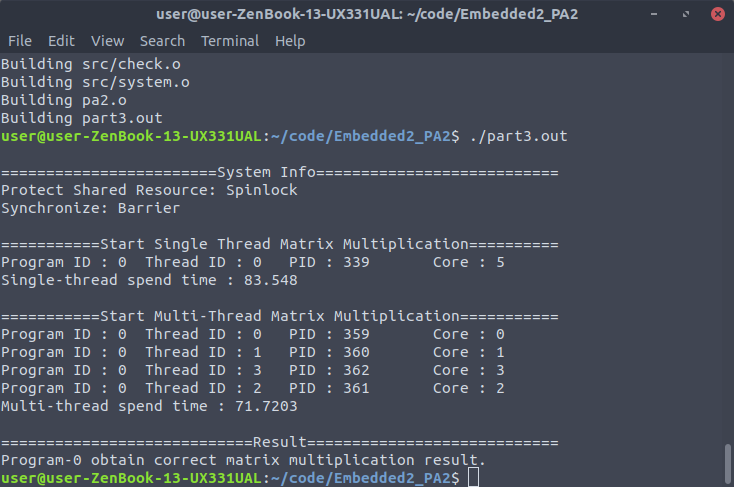 user@user-ZenBook-13-UX331UAL: ~/code/Embedded2_PA2
File Edit View Search Terminal Help
Building src/check.o
Building src/system.o
Building pa2.o
Building part3.out
user@user-ZenBook-13-UX331UAL:~/code/Embedded2_PA2$ ./part3.out
========================System Info===========================
Protect Shared Resource: Spinlock
Synchronize: Barrier
===========Start Single Thread Matrix Multiplication==========
Program ID : 0  Thread ID : 0   PID : 339       Core : 5
Single-thread spend time : 83.548
===========Start Multi-Thread Matrix Multiplication===========
Program ID : 0  Thread ID : 0   PID : 359       Core : 0
Program ID : 0  Thread ID : 1   PID : 360       Core : 1
Program ID : 0  Thread ID : 3   PID : 362       Core : 3
Program ID : 0  Thread ID : 2   PID : 361       Core : 2
Multi-thread spend time : 71.7203
============================Result============================
Program-0 obtain correct matrix multiplication result.
user@user-ZenBook-13-UX331UAL:~/code/Embedded2_PA2$